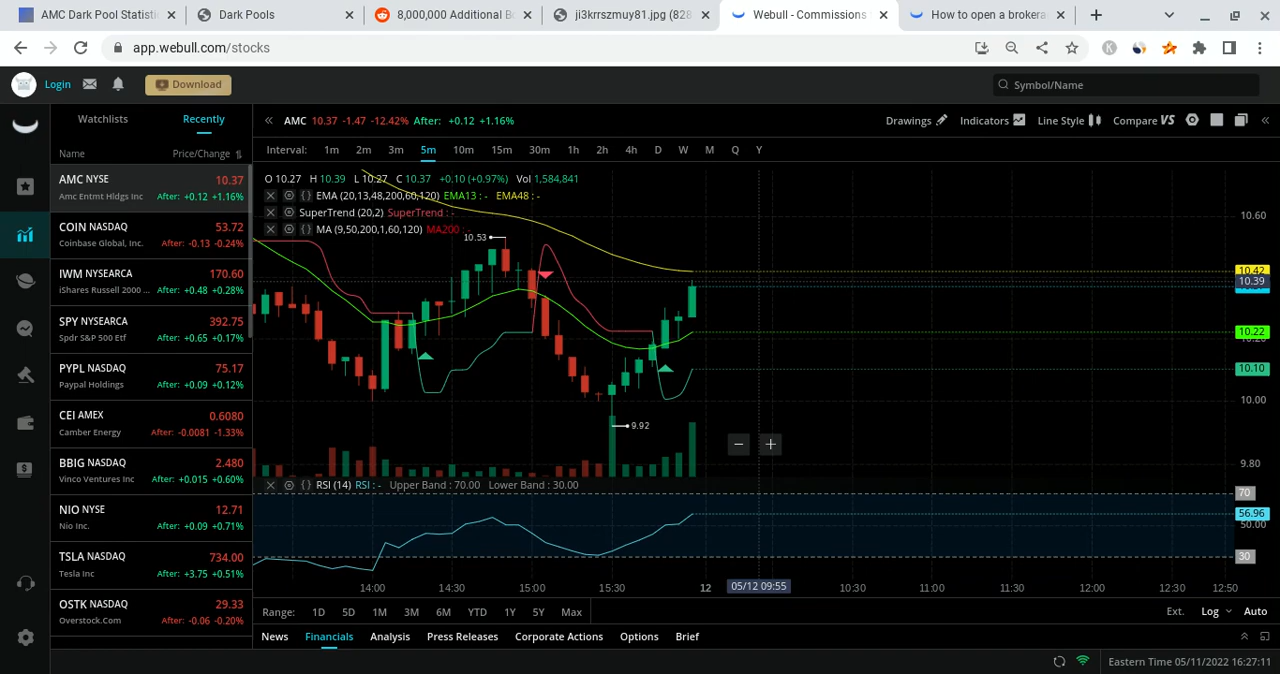 AMC Dark Pool Statisti
Dark Pools
8,000,000 Additional B
ji3krrszmuy81.jpg (828
Webull - Commissions
How to open a brokera
app.webull.com/stocks
Login
Download
Symbol/Name
Watchlists
Recently
AMC 10.37 -1.47 -12.42% After: +0.12 +1.16%
Drawings
Indicators
Line Style
Compare VS
Name Price/Change
Interval: 1m 2m 3m 5m 10m 15m 30m 1h 2h 4h D W M Q Y
AMC NYSE 10.37
Amc Entmt Hldgs Inc After: +0.12 +1.16%
COIN NASDAQ 53.72
Coinbase Global, Inc. After: -0.13 -0.24%
IWM NYSEARCA 170.60
iShares Russell 2000 ... After: +0.48 +0.28%
SPY NYSEARCA 392.75
Spdr S&P 500 Etf After: +0.65 +0.17%
PYPL NASDAQ 75.17
Paypal Holdings After: +0.09 +0.12%
CEI AMEX 0.6080
Camber Energy After: -0.0081 -1.33%
BBIG NASDAQ 2.480
Vinco Ventures Inc After: +0.015 +0.60%
NIO NYSE 12.71
Nio Inc. After: +0.09 +0.71%
TSLA NASDAQ 734.00
Tesla Inc After: +3.75 +0.51%
OSTK NASDAQ 29.33
Overstock.Com After: -0.06 -0.20%
O 10.27 H 10.39 L 10.27 C 10.37 +0.10 (+0.97%) Vol 1,584,841
EMA (20,13,48,200,60,120) EMA13 : - EMA48 : -
SuperTrend (20,2) SuperTrend : -
MA (9,50,200,1,60,120) MA200 : -
10.53
9.92
10.60
10.42
10.39
10.22
10.10
10.00
9.80
RSI (14) RSI : - Upper Band : 70.00 Lower Band : 30.00
70
56.96
50.00
30
14:00 14:30 15:00 15:30 12 05/12 09:55 10:30 11:00 11:30 12:00 12:30 12:50
Range: 1D 5D 1M 3M 6M YTD 1Y 5Y Max
Ext. Log Auto
News Financials Analysis Press Releases Corporate Actions Options Brief
Eastern Time 05/11/2022 16:27:11